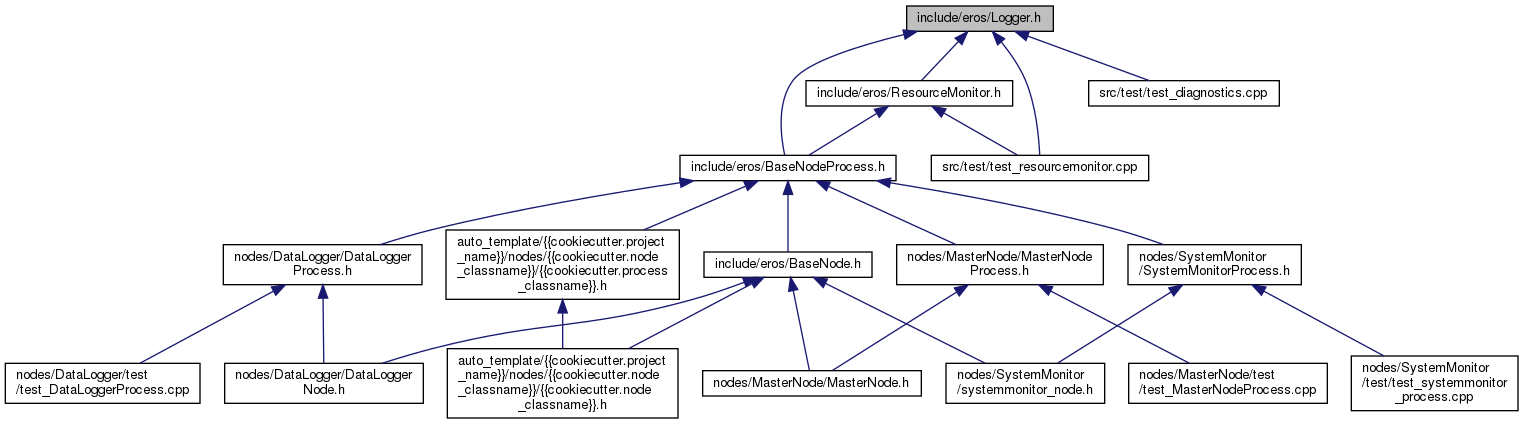 include/eros/Logger.h
include/eros/ResourceMonitor.h
src/test/test_diagnostics.cpp
include/eros/BaseNodeProcess.h
src/test/test_resourcemonitor.cpp
nodes/DataLogger/DataLogger
Process.h
auto_template/{{cookiecutter.project
_name}}/nodes/{{cookiecutter.node
_classname}}/{{cookiecutter.process
_classname}}.h
include/eros/BaseNode.h
nodes/MasterNode/MasterNode
Process.h
nodes/SystemMonitor
/SystemMonitorProcess.h
nodes/DataLogger/test
/test_DataLoggerProcess.cpp
nodes/DataLogger/DataLogger
Node.h
auto_template/{{cookiecutter.project
_name}}/nodes/{{cookiecutter.node
_classname}}/{{cookiecutter.node
_classname}}.h
nodes/MasterNode/MasterNode.h
nodes/SystemMonitor
/systemmonitor_node.h
nodes/MasterNode/test
/test_MasterNodeProcess.cpp
nodes/SystemMonitor
/test/test_systemmonitor
_process.cpp